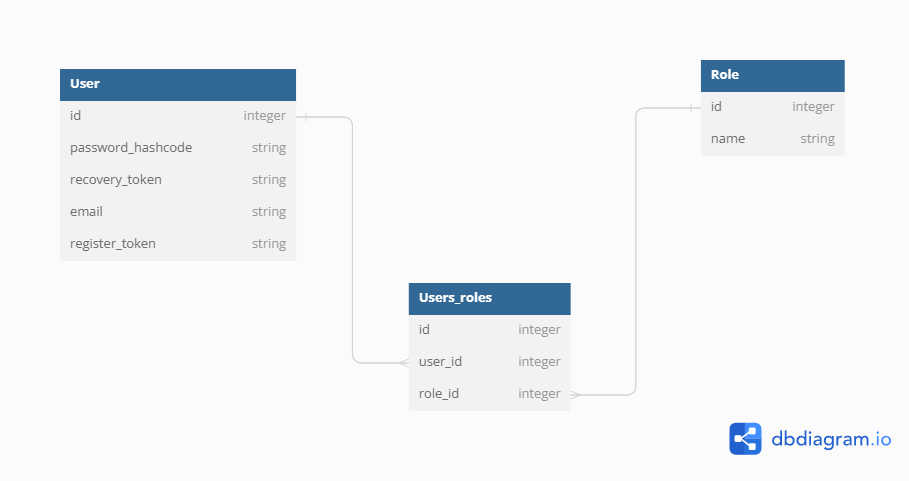 User
id integer
password_hashcode string
recovery_token string
email string
register_token string
Role
id integer
name string
Users_roles
id integer
user_id integer
role_id integer
dbdiagram.io